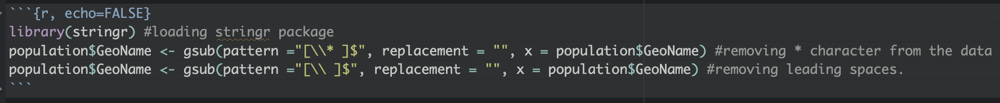 ```{r, echo=FALSE}
library(stringr) #loading stringr package
population$GeoName <- gsub(pattern ="[\\* ]$", replacement = "", x = population$GeoName) #removing * character from the data
population$GeoName <- gsub(pattern ="[\\ ]$", replacement = "", x = population$GeoName) #removing leading spaces.
```